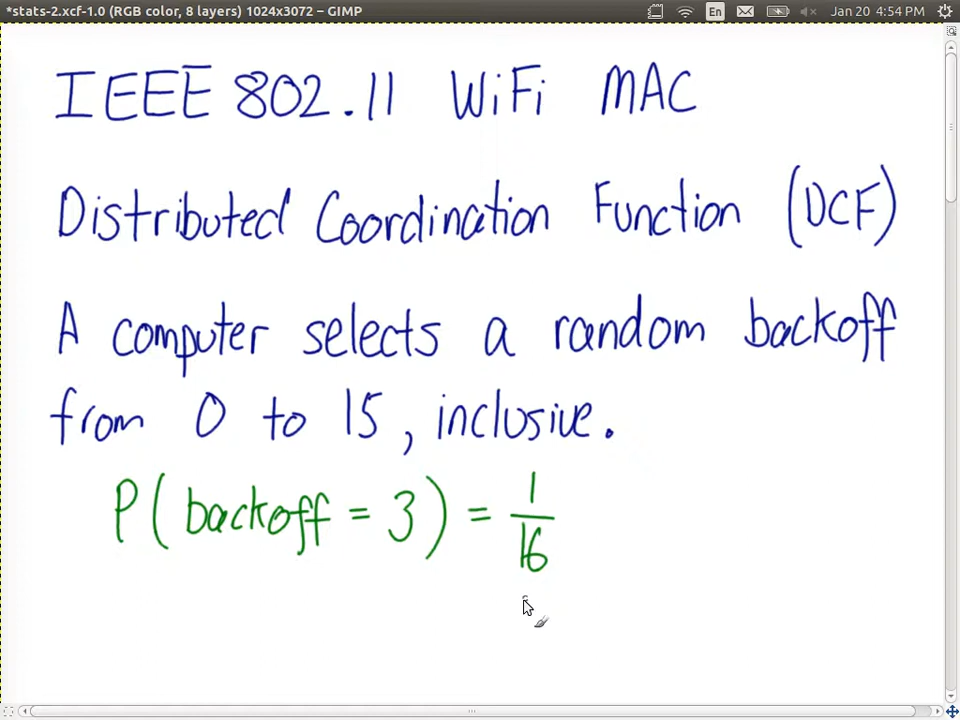 *stats-2.xcf-1.0 (RGB color, 8 layers) 1024x3072 – GIMP En Jan 20 4:54 PM
IEEE 802.11 WiFi MAC
Distributed Coordination Function (DCF)
A computer selects a random backoff
from 0 to 15, inclusive.
P(backoff = 3) = 1/16